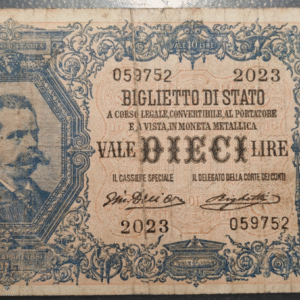 059752 2023
BIGLIETTO DI STATO
A CORSO LEGALE, CONVERTIBILE, AL PORTATORE
E A VISTA, IN MONETA METALLICA
VALE DIECI LIRE
IL CASSIERE SPECIALE IL DELEGATO DELLA CORTE DEI CONTI
2023 059752